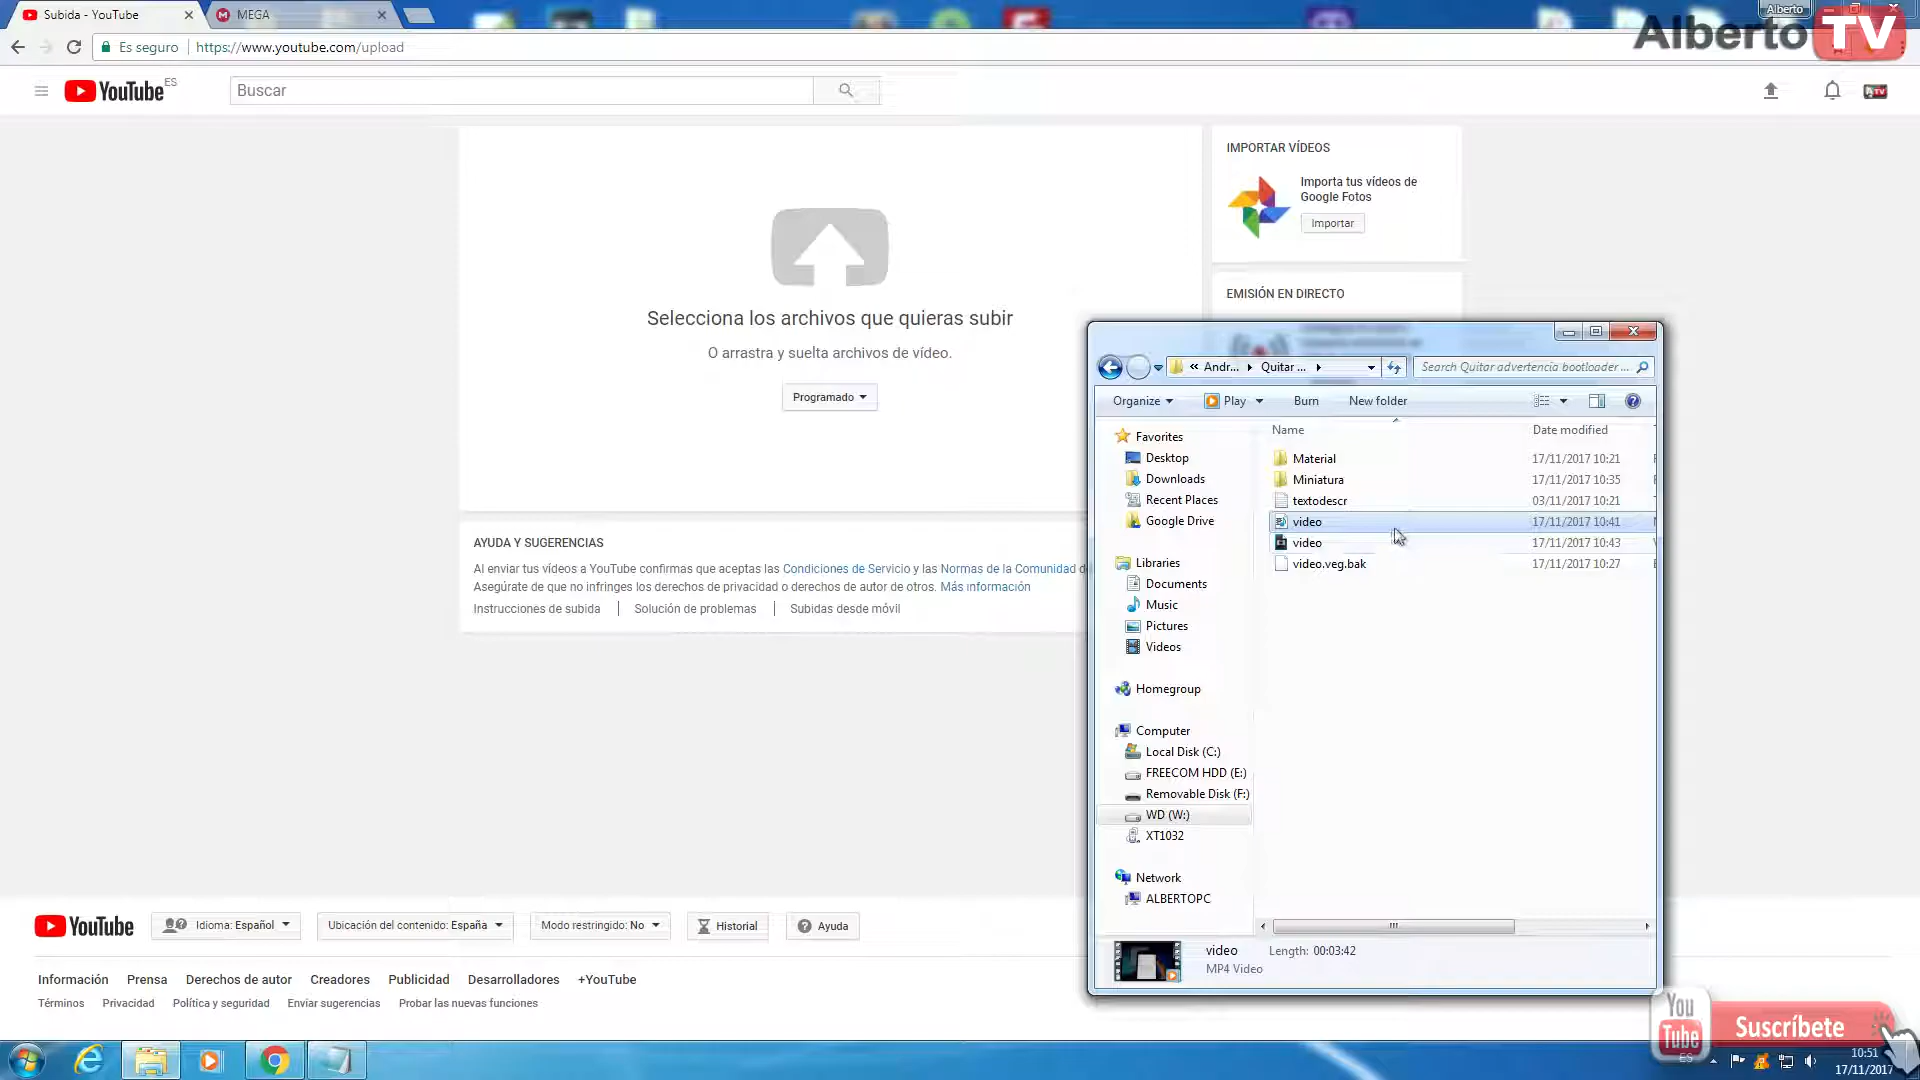 Subida - YouTube
MEGA
Alberto
Alberto TV
Es seguro
https://www.youtube.com/upload
YouTube ES
Buscar
IMPORTAR VÍDEOS
Importa tus vídeos de
Google Fotos
Importar
EMISIÓN EN DIRECTO
Selecciona los archivos que quieras subir
O arrastra y suelta archivos de vídeo.
Programado
AYUDA Y SUGERENCIAS
Al enviar tus vídeos a YouTube confirmas que aceptas las Condiciones de Servicio y las Normas de la Comunidad
Asegúrate de que no infringes los derechos de privacidad o derechos de autor de otros. Más información
Instrucciones de subida
Solución de problemas
Subidas desde móvil
« Andr...
Quitar ...
Search Quitar advertencia bootloader ...
Organize
Play
Burn
New folder
Name
Date modified
Favorites
Desktop
Downloads
Recent Places
Google Drive
Libraries
Documents
Music
Pictures
Videos
Homegroup
Computer
Local Disk (C:)
FREECOM HDD (E:)
Removable Disk (F:)
WD (W:)
XT1032
Network
ALBERTOPC
Material 17/11/2017 10:21
Miniatura 17/11/2017 10:35
textodescr 03/11/2017 10:21
video 17/11/2017 10:41
video 17/11/2017 10:43
video.veg.bak 17/11/2017 10:27
video
Length: 00:03:42
MP4 Video
YouTube
Idioma: Español
Ubicación del contenido: España
Modo restringido: No
Historial
Ayuda
Información
Prensa
Derechos de autor
Creadores
Publicidad
Desarrolladores
+YouTube
Términos
Privacidad
Política y seguridad
Enviar sugerencias
Probar las nuevas funciones
You
Tube
Suscríbete
ES
10:51
17/11/2017